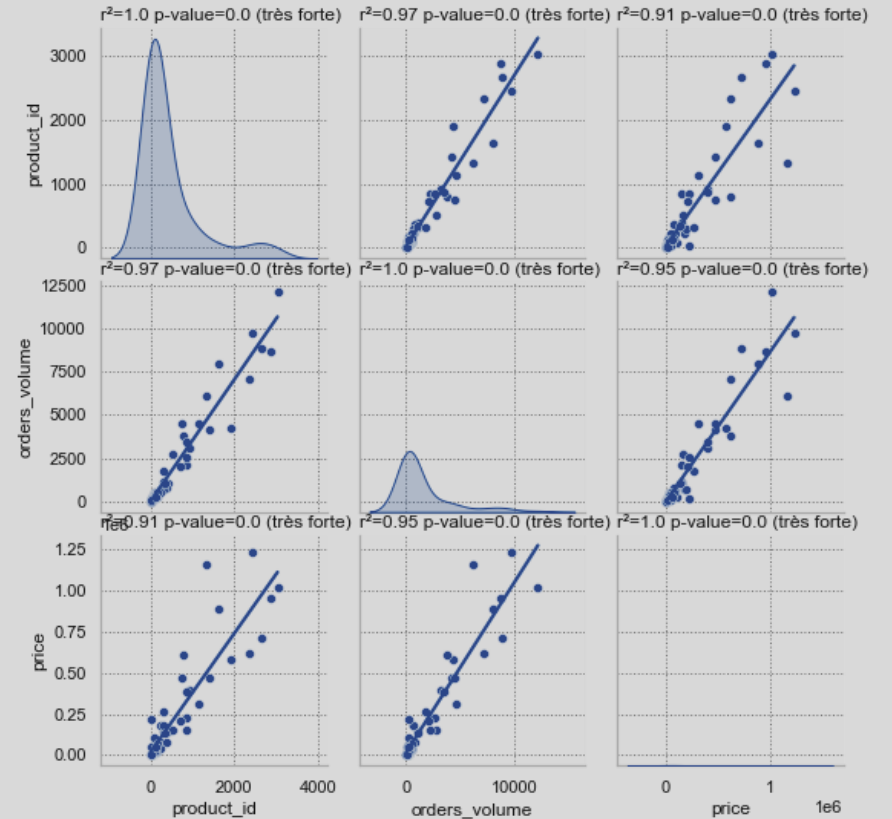 r²=1.0 p-value=0.0 (très forte) r²=0.97 p-value=0.0 (très forte) r²=0.91 p-value=0.0 (très forte)
3000
2000
1000
0
product_id
r²=0.97 p-value=0.0 (très forte) r²=1.0 p-value=0.0 (très forte) r²=0.95 p-value=0.0 (très forte)
12500
10000
7500
5000
2500
0
orders_volume
1e6
r²=0.91 p-value=0.0 (très forte) r²=0.95 p-value=0.0 (très forte) r²=1.0 p-value=0.0 (très forte)
1.25
1.00
0.75
0.50
0.25
0.00
price
0 2000 4000 0 10000 0 1
1e6
product_id orders_volume price